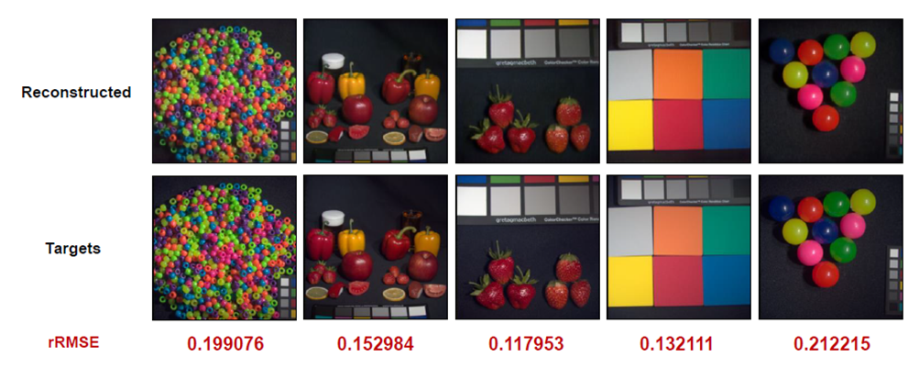 Reconstructed
Targets
rRMSE 0.199076 0.152984 0.117953 0.132111 0.212215